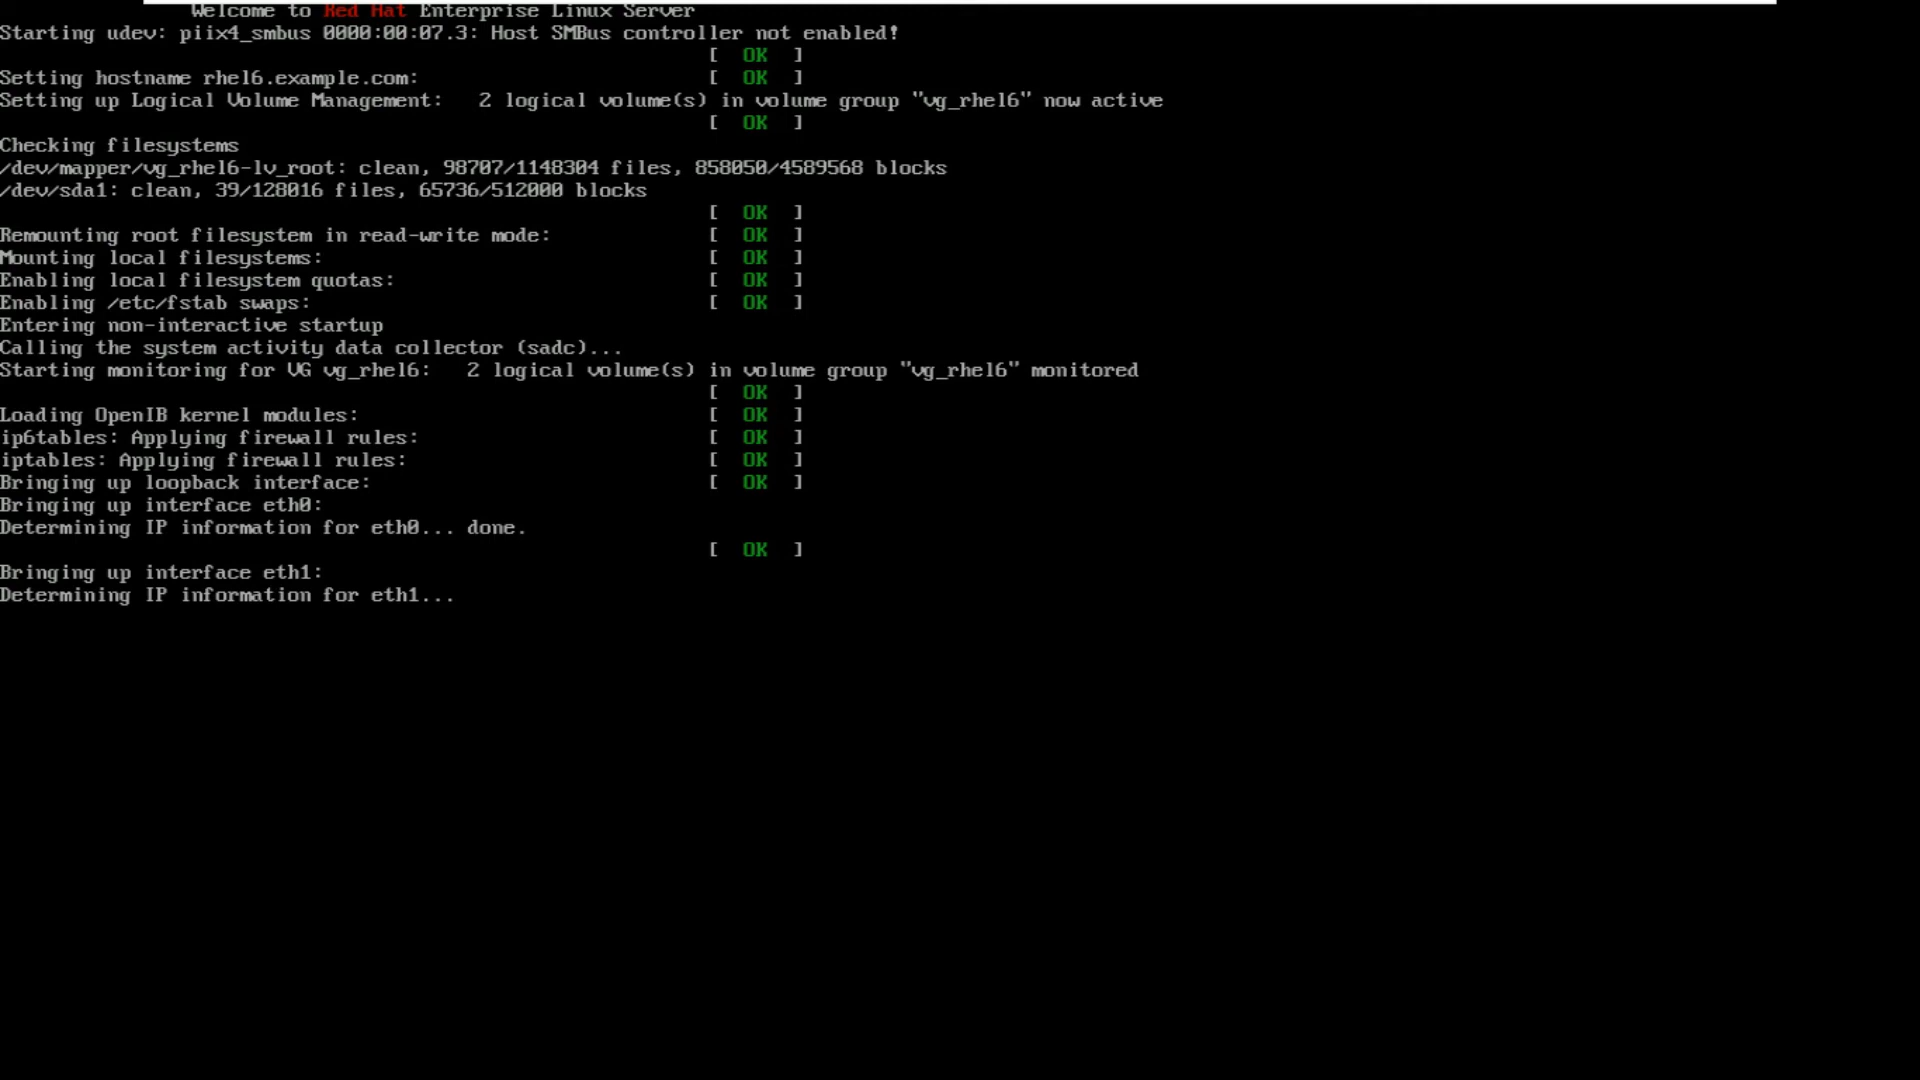 Welcome to Red Hat Enterprise Linux Server
Starting udev: piix4_smbus 0000:00:07.3: Host SMBus controller not enabled!
[  OK  ]
Setting hostname rhel6.example.com: [  OK  ]
Setting up Logical Volume Management:   2 logical volume(s) in volume group "vg_rhel6" now active
[  OK  ]
Checking filesystems
/dev/mapper/vg_rhel6-lv_root: clean, 98707/1148304 files, 858050/4589568 blocks
/dev/sda1: clean, 39/128016 files, 65736/512000 blocks
[  OK  ]
Remounting root filesystem in read-write mode: [  OK  ]
Mounting local filesystems: [  OK  ]
Enabling local filesystem quotas: [  OK  ]
Enabling /etc/fstab swaps: [  OK  ]
Entering non-interactive startup
Calling the system activity data collector (sadc)...
Starting monitoring for VG vg_rhel6:   2 logical volume(s) in volume group "vg_rhel6" monitored
[  OK  ]
Loading OpenIB kernel modules: [  OK  ]
ip6tables: Applying firewall rules: [  OK  ]
iptables: Applying firewall rules: [  OK  ]
Bringing up loopback interface: [  OK  ]
Bringing up interface eth0:
Determining IP information for eth0... done.
[  OK  ]
Bringing up interface eth1:
Determining IP information for eth1...